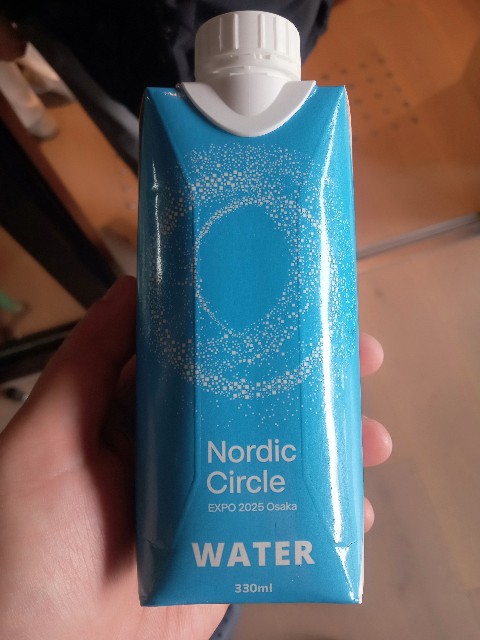 Nordic
Circle
EXPO 2025 Osaka
WATER
330ml